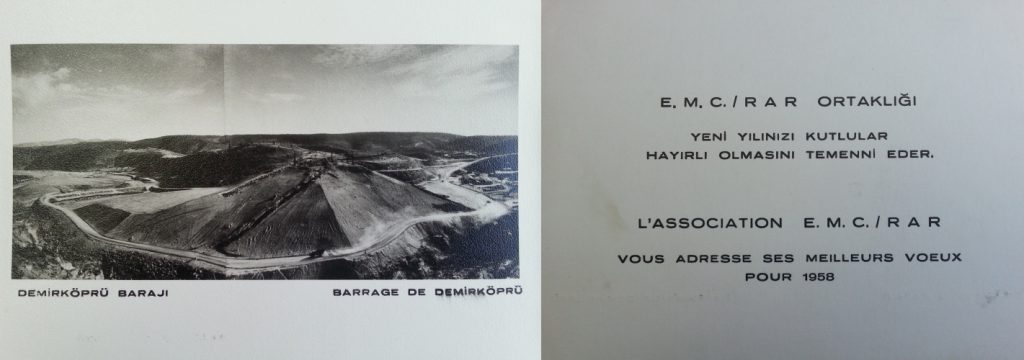 DEMİRKÖPRÜ BARAJI
BARRAGE DE DEMİRKÖPRÜ
E. M. C. / R A R ORTAKLIĞI
YENİ YILINIZI KUTLULAR
HAYIRLI OLMASINI TEMENNİ EDER.
L'ASSOCIATION E. M. C. / R A R
VOUS ADRESSE SES MEILLEURS VOEUX
POUR 1958